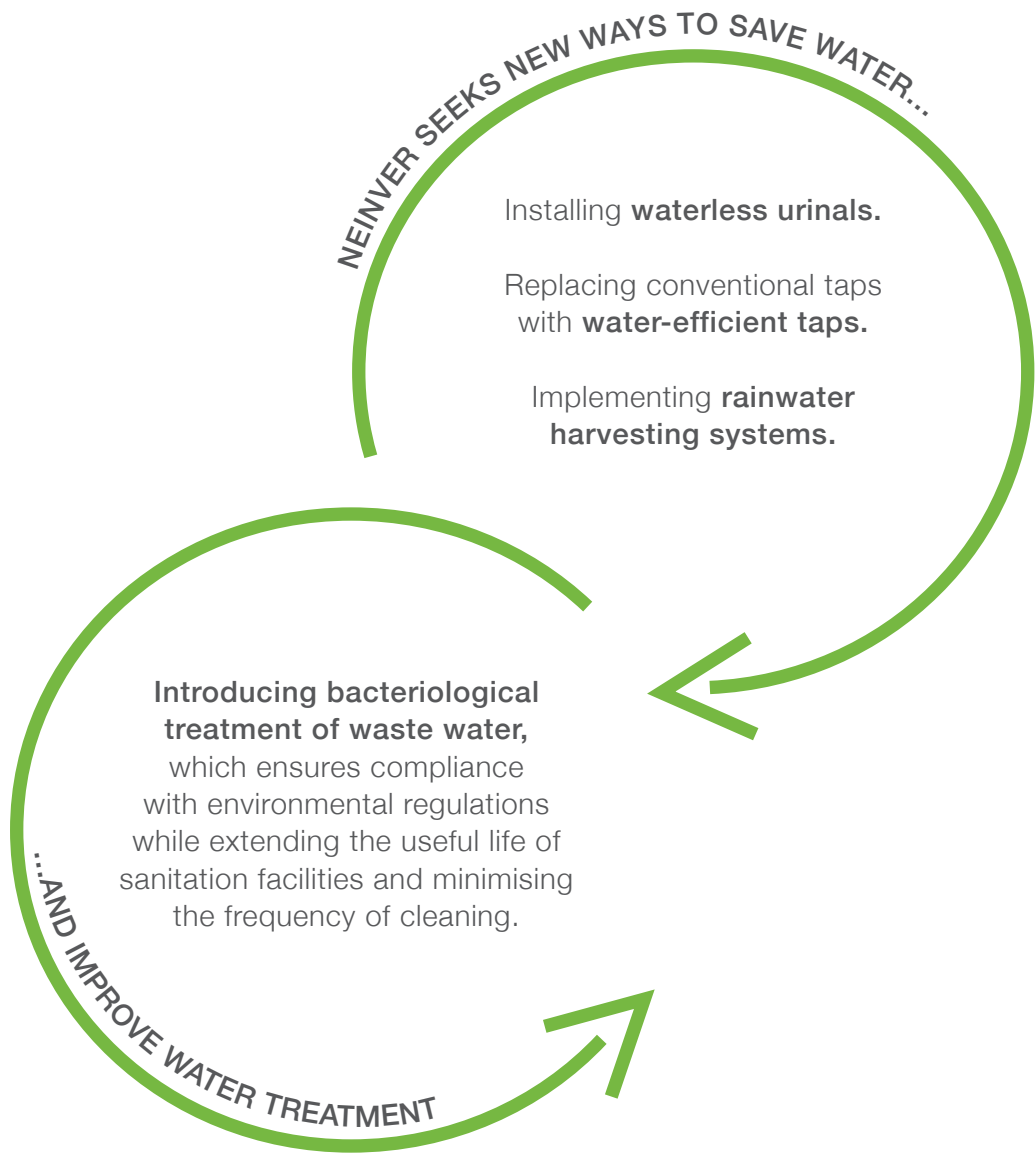 NEINVER SEEKS NEW WAYS TO SAVE WATER...
Installing waterless urinals.
Replacing conventional taps
with water-efficient taps.
Implementing rainwater
harvesting systems.
Introducing bacteriological
treatment of waste water,
which ensures compliance
with environmental regulations
while extending the useful life of
sanitation facilities and minimising
the frequency of cleaning.
...AND IMPROVE WATER TREATMENT